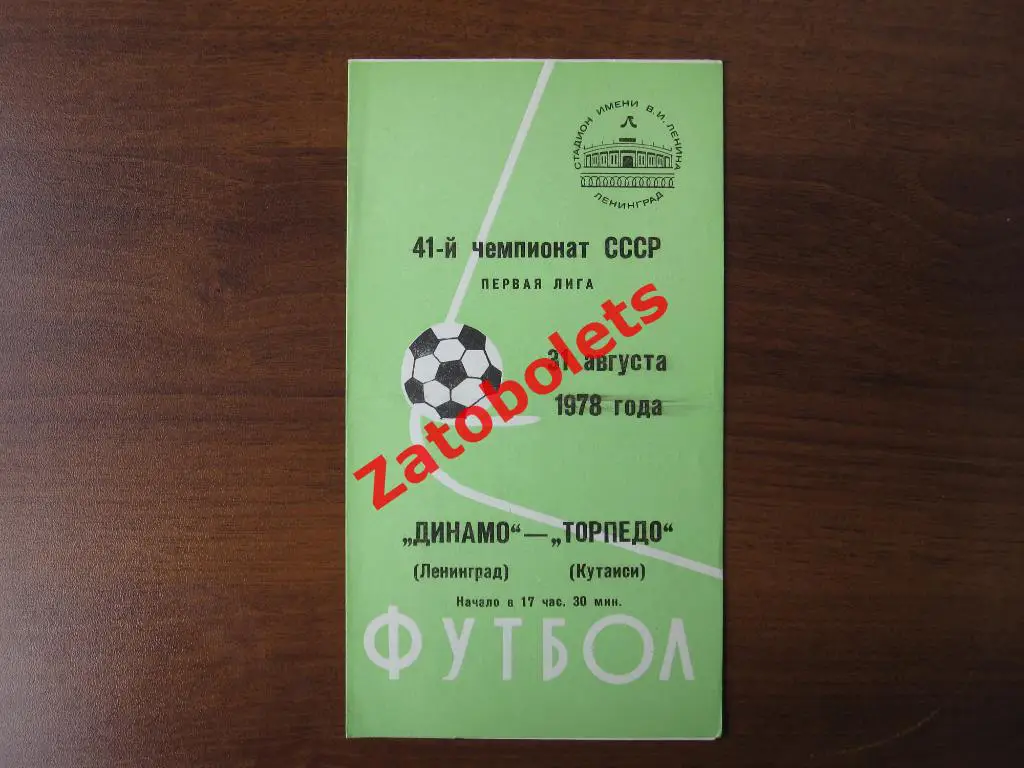 СТАДИОН ИМЕНИ В.И.ЛЕНИНА
ЛЕНИНГРАД
41-й чемпионат СССР
ПЕРВАЯ ЛИГА
31 августа
1978 года
Zatobolets
„ДИНАМО“—„ТОРПЕДО“
(Ленинград) (Кутаиси)
Начало в 17 час. 30 мин.
ФУТБОЛ